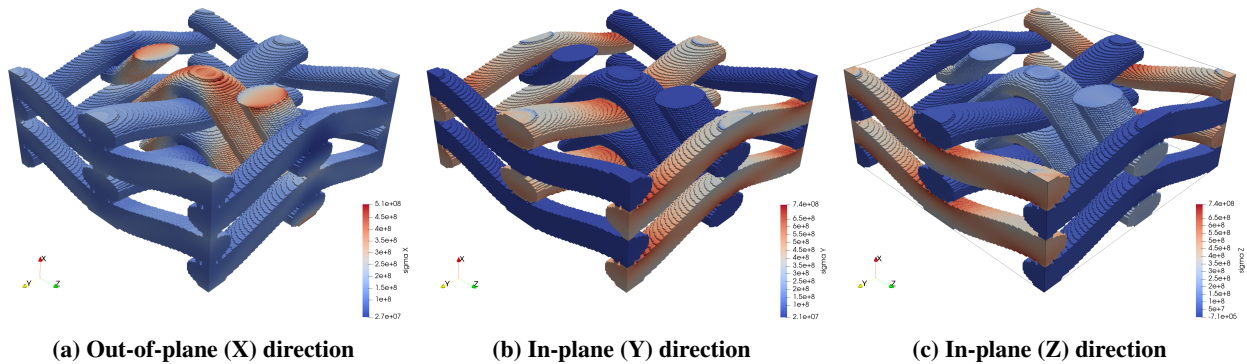 5.1e+08
4.5e+8
4e+8
3.5e+8
3e+8
2.5e+8
2e+8
1.5e+8
1e+8
2.7e+07
sigma X
X
Y
Z
7.4e+08
6.5e+8
6e+8
5.5e+8
5e+8
4.5e+8
4e+8
3.5e+8
3e+8
2.5e+8
2e+8
1.5e+8
1e+8
2.1e+07
sigma Y
X
Y
Z
7.4e+08
6.5e+8
6e+8
5.5e+8
5e+8
4.5e+8
4e+8
3.5e+8
3e+8
2.5e+8
2e+8
1.5e+8
1e+8
5e+7
-7.1e+05
sigma Z
X
Y
Z
(a) Out-of-plane (X) direction
(b) In-plane (Y) direction
(c) In-plane (Z) direction